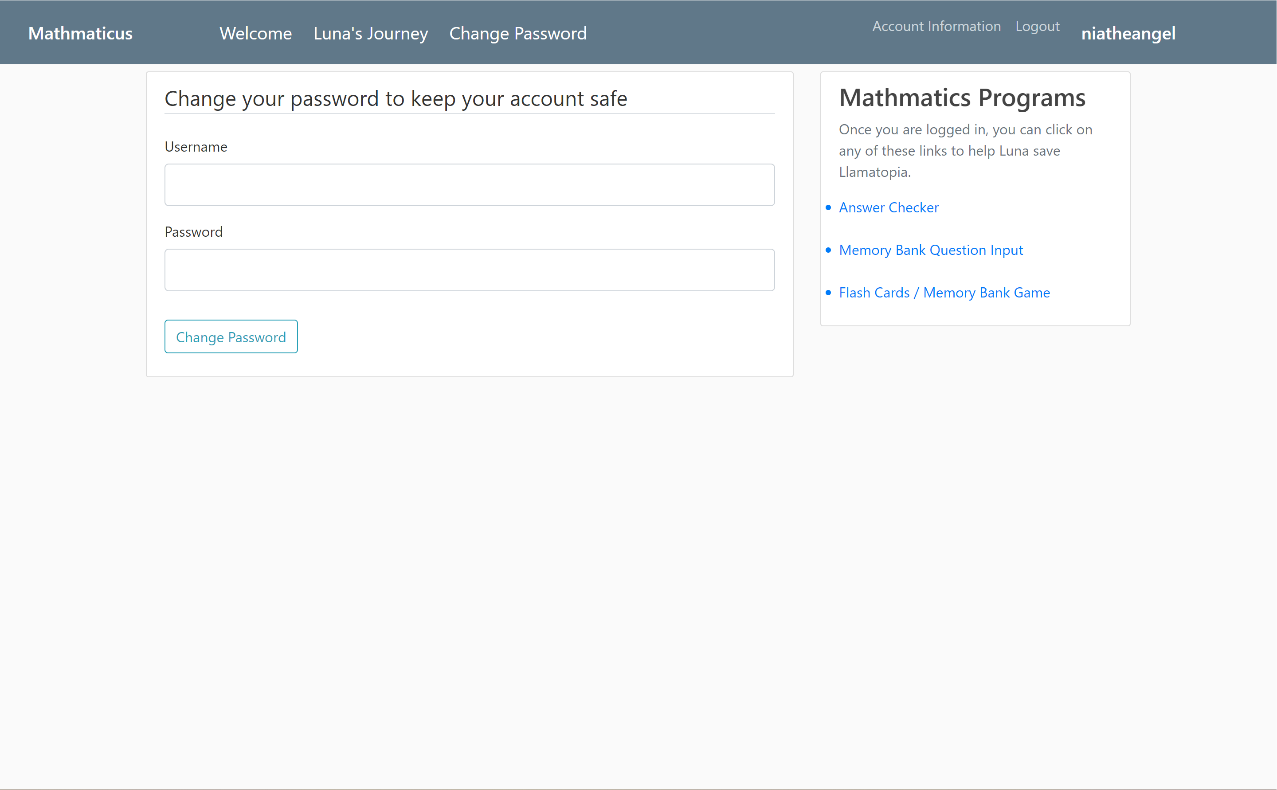 Mathmaticus
Welcome
Luna's Journey
Change Password
Account Information
Logout
niatheangel
Change your password to keep your account safe
Username
Password
Change Password
Mathmatics Programs
Once you are logged in, you can click on
any of these links to help Luna save
Llamatopia.
Answer Checker
Memory Bank Question Input
Flash Cards / Memory Bank Game